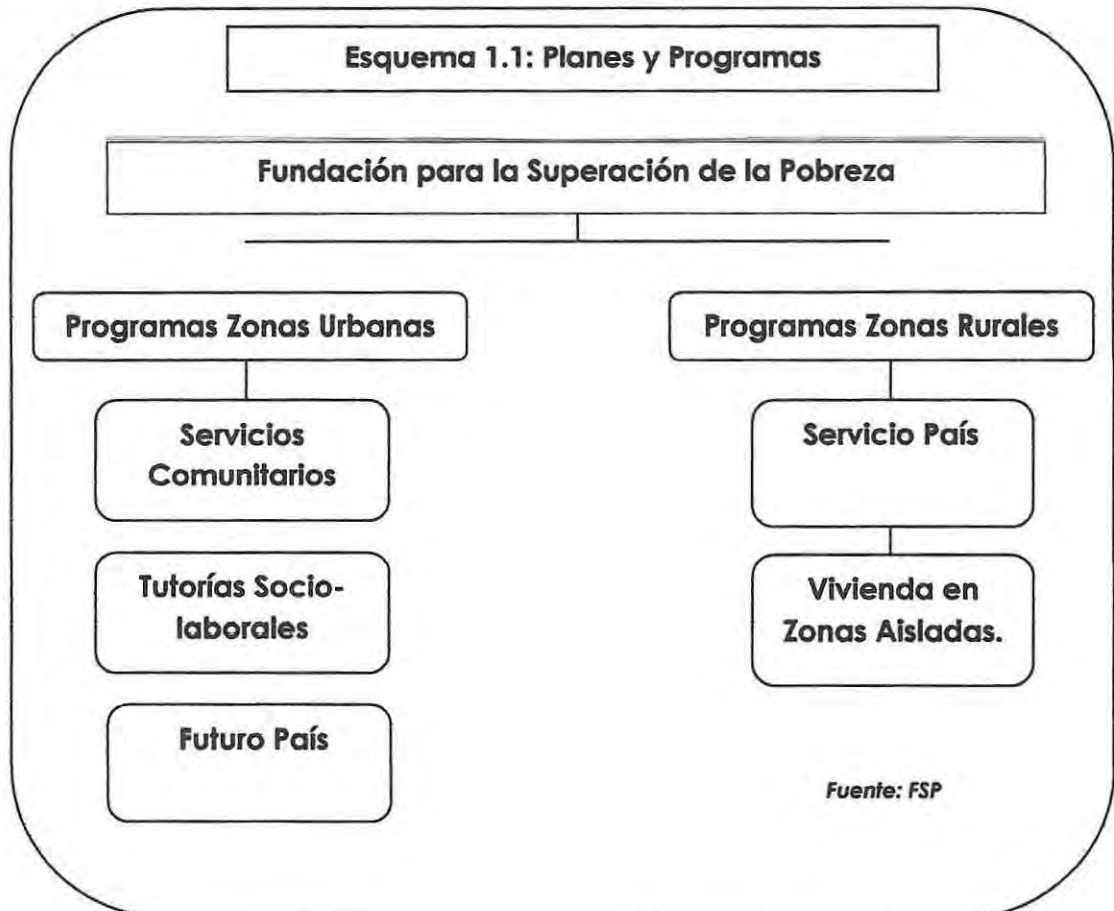 Esquema 1.1: Planes y Programas
Fundación para la Superación de la Pobreza
Programas Zonas Urbanas
Servicios
Comunitarios
Tutorías Socio-
laborales
Futuro País
Programas Zonas Rurales
Servicio País
Vivienda en
Zonas Aisladas.
Fuente: FSP